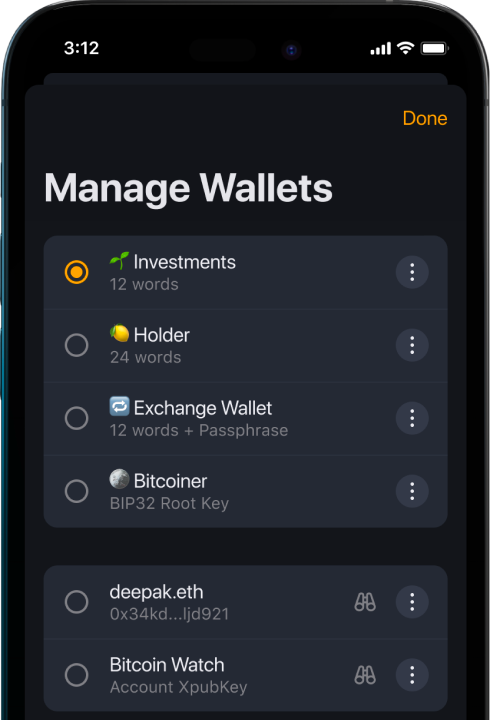 3:12
Done
Manage Wallets
🌱 Investments
12 words
🍋 Holder
24 words
🔁 Exchange Wallet
12 words + Passphrase
🌕 Bitcoiner
BIP32 Root Key
deepak.eth
0x34kd...ljd921
Bitcoin Watch
Account XpubKey